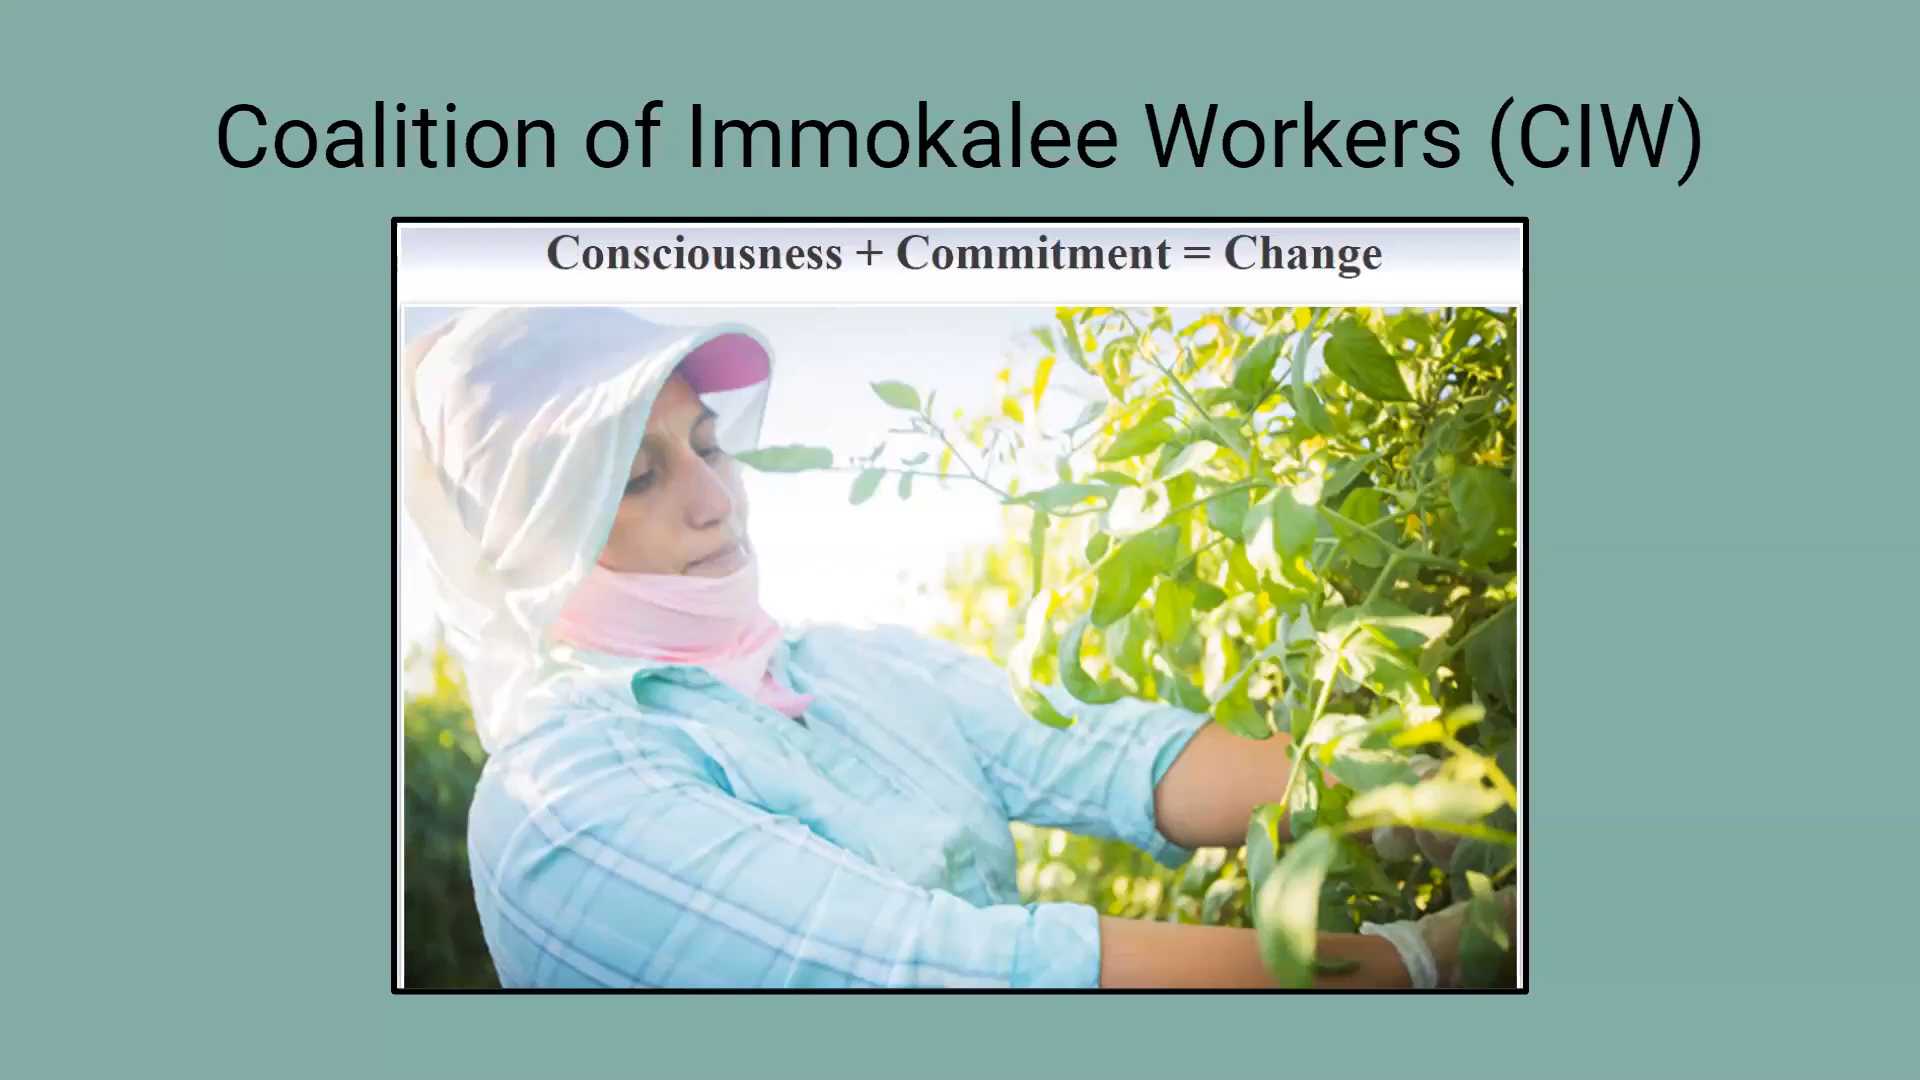 Coalition of Immokalee Workers (CIW)
Consciousness + Commitment = Change